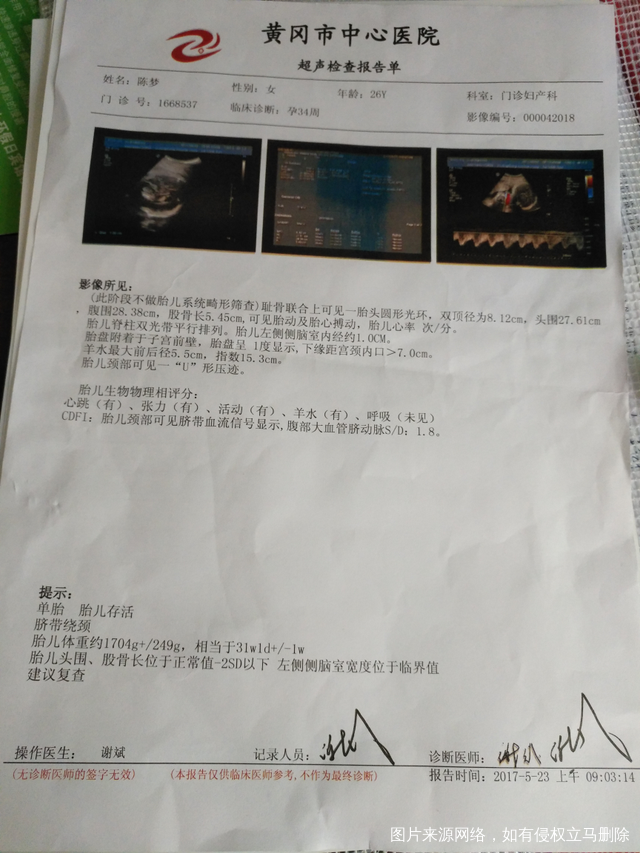 黄冈市中心医院
超声检查报告单
姓名：陈梦 性别：女 年龄：26Y 科室：门诊妇产科
门诊号：1668537 临床诊断：孕34周 影像编号：000042018
影像所见：
(此阶段不做胎儿系统畸形筛查)耻骨联合上可见一胎头圆形光环，双顶径为8.12cm，头围27.61cm
，腹围28.38cm，股骨长5.45cm,可见胎动及胎心搏动，胎儿心率 次/分。
胎儿脊柱双光带平行排列。胎儿左侧侧脑室内经约1.0CM。
胎盘附着于子宫前壁，胎盘呈 1度显示,下缘距宫颈内口＞7.0cm。
羊水最大前后径5.5cm，指数15.3cm。
胎儿颈部可见一“U”形压迹。
胎儿生物物理相评分：
心跳（有）、张力（有）、活动（有）、羊水（有）、呼吸（未见）
CDFI：胎儿颈部可见脐带血流信号显示,腹部大血管脐动脉S/D：1.8。
提示：
单胎 胎儿存活
脐带绕颈
胎儿体重约1704g+/249g，相当于31w1d+/-1w
胎儿头围、股骨长位于正常值-2SD以下 左侧侧脑室宽度位于临界值
建议复查
操作医生： 谢斌 记录人员： 诊断医师：
(无诊断医师的签字无效) (本报告仅供临床医师参考,不作为最终诊断) 报告时间：2017-5-23 上午 09:03:14
图片来源网络，如有侵权立马删除